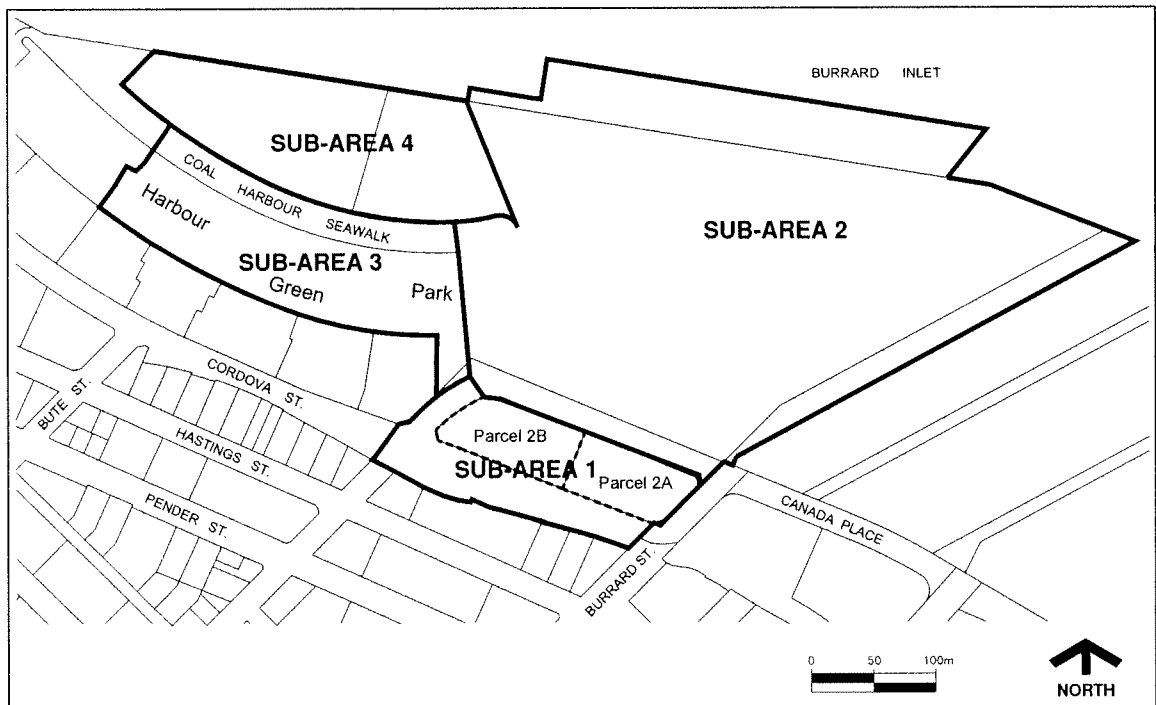 BURRARD INLET
SUB-AREA 4
COAL HARBOUR SEAWALK
Harbour
SUB-AREA 3
Green Park
SUB-AREA 2
CORDOVA ST.
BUTE ST.
HASTINGS ST.
PENDER ST.
Parcel 2B
SUB-AREA 1
Parcel 2A
CANADA PLACE
BURRARD ST.
0 50 100m
NORTH